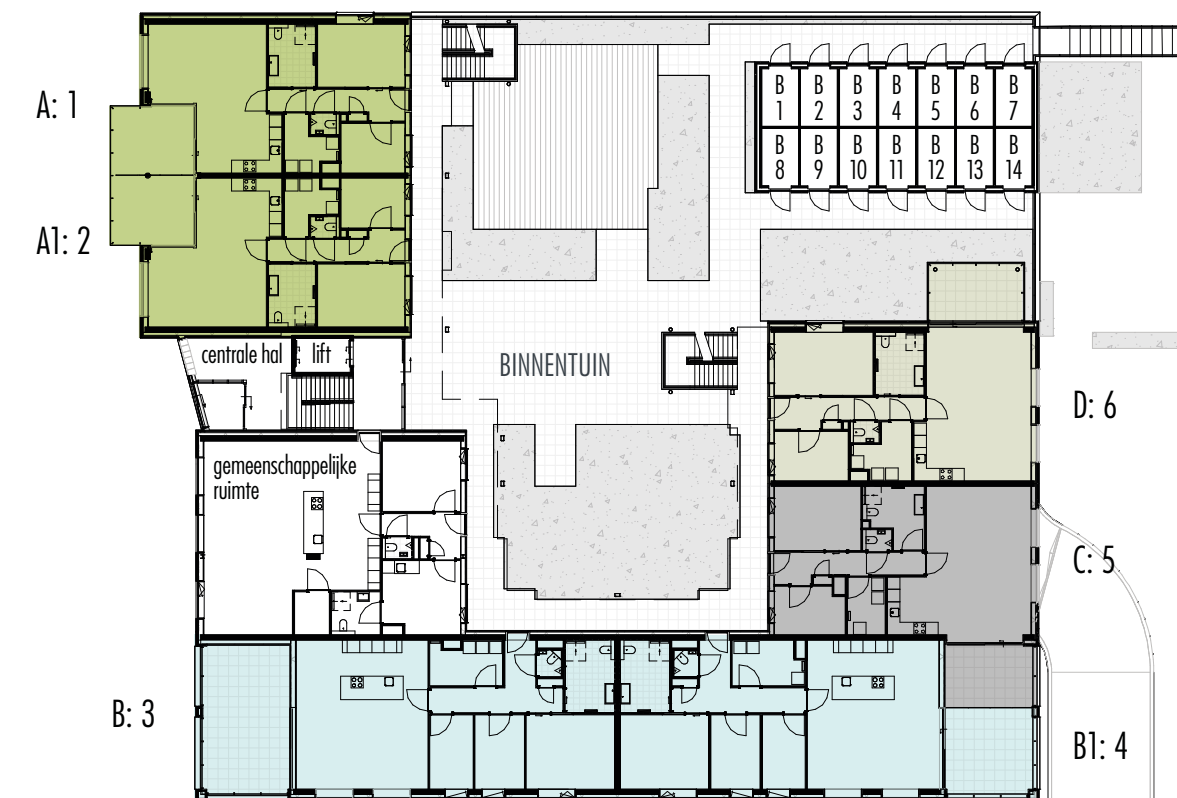 A: 1
A1: 2
B: 3
centrale hal
lift
gemeenschappelijke
ruimte
BINNENTUIN
B B B B B B B
1 2 3 4 5 6 7
B B B B B B B
8 9 10 11 12 13 14
D: 6
C: 5
B1: 4